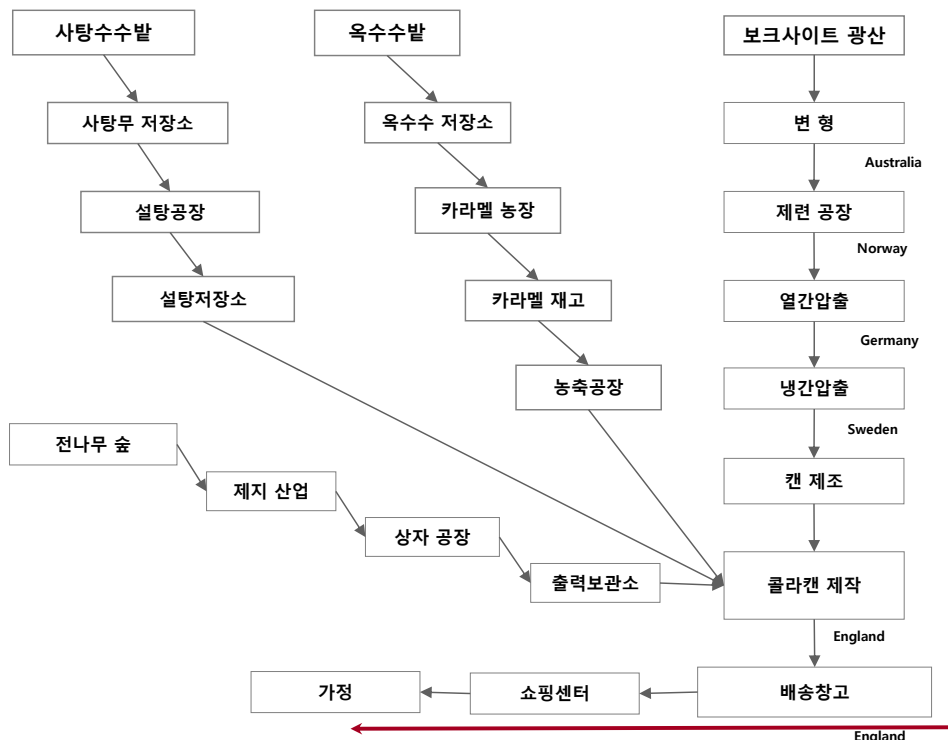 사탕수수밭
옥수수밭
보크사이트 광산
사탕무 저장소
옥수수 저장소
변 형
Australia
설탕공장
카라멜 농장
제련 공장
Norway
설탕저장소
카라멜 재고
열간압출
Germany
농축공장
냉간압출
Sweden
전나무 숲
제지 산업
캔 제조
상자 공장
출력보관소
콜라캔 제작
England
가정
쇼핑센터
배송창고
England